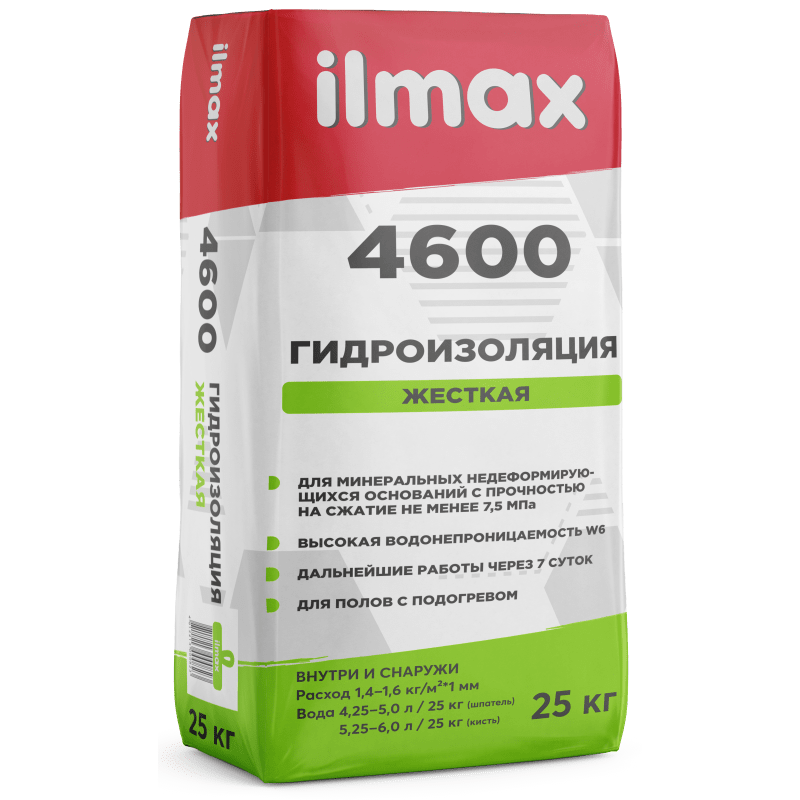 ilmax
4600
ГИДРОИЗОЛЯЦИЯ
ЖЕСТКАЯ
ДЛЯ МИНЕРАЛЬНЫХ НЕДЕФОРМИРУЮ-
ЩИХСЯ ОСНОВАНИЙ С ПРОЧНОСТЬЮ
НА СЖАТИЕ НЕ МЕНЕЕ 7,5 МПа
ВЫСОКАЯ ВОДОНЕПРОНИЦАЕМОСТЬ W6
ДАЛЬНЕЙШИЕ РАБОТЫ ЧЕРЕЗ 7 СУТОК
ДЛЯ ПОЛОВ С ПОДОГРЕВОМ
ВНУТРИ И СНАРУЖИ
Расход 1,4–1,6 кг/м²*1 мм
Вода 4,25–5,0 л / 25 кг (шпатель)
5,25–6,0 л / 25 кг (кисть)
25 кг
ilmax
4600
ГИДРОИЗОЛЯЦИЯ
ЖЕСТКАЯ
ilmax
25 кг